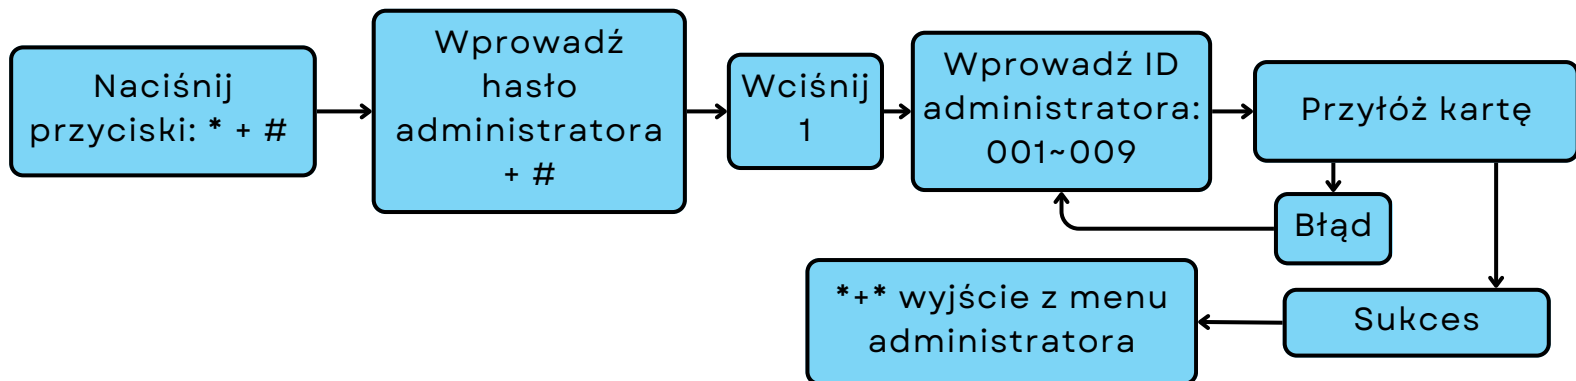 Naciśnij
przyciski: * + #
Wprowadź
hasło
administratora
+ #
Wciśnij
1
Wprowadź ID
administratora:
001~009
Przyłóż kartę
Błąd
Sukces
*+* wyjście z menu
administratora